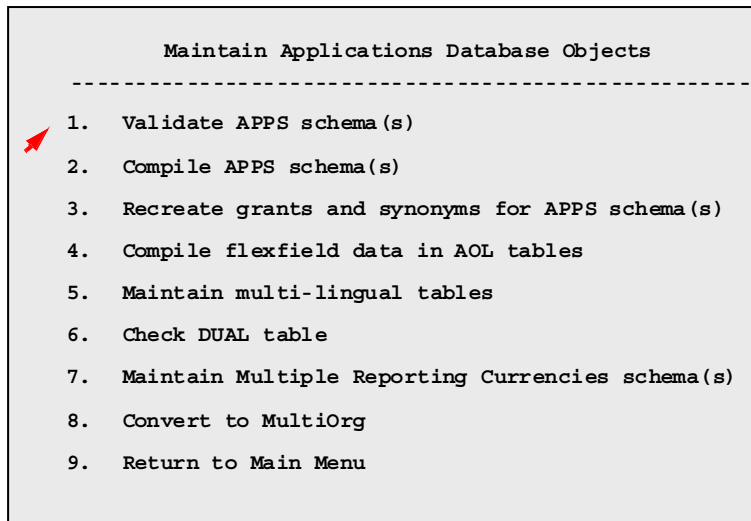 Maintain Applications Database Objects
----------------------------------------------------
1. Validate APPS schema(s)
2. Compile APPS schema(s)
3. Recreate grants and synonyms for APPS schema(s)
4. Compile flexfield data in AOL tables
5. Maintain multi-lingual tables
6. Check DUAL table
7. Maintain Multiple Reporting Currencies schema(s)
8. Convert to MultiOrg
9. Return to Main Menu